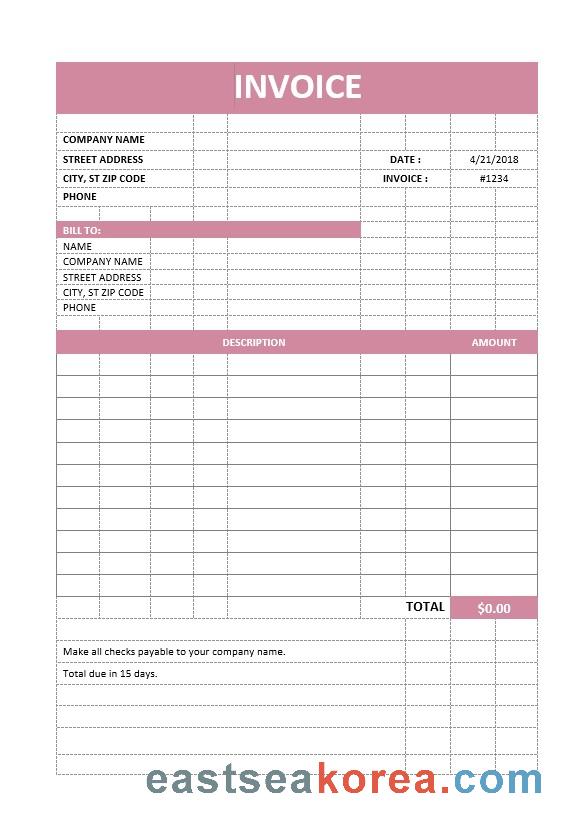 INVOICE
COMPANY NAME
STREET ADDRESS DATE : 4/21/2018
CITY, ST ZIP CODE INVOICE : #1234
PHONE
BILL TO:
NAME
COMPANY NAME
STREET ADDRESS
CITY, ST ZIP CODE
PHONE
DESCRIPTION AMOUNT
TOTAL $0.00
Make all checks payable to your company name.
Total due in 15 days.
eastseakorea.com